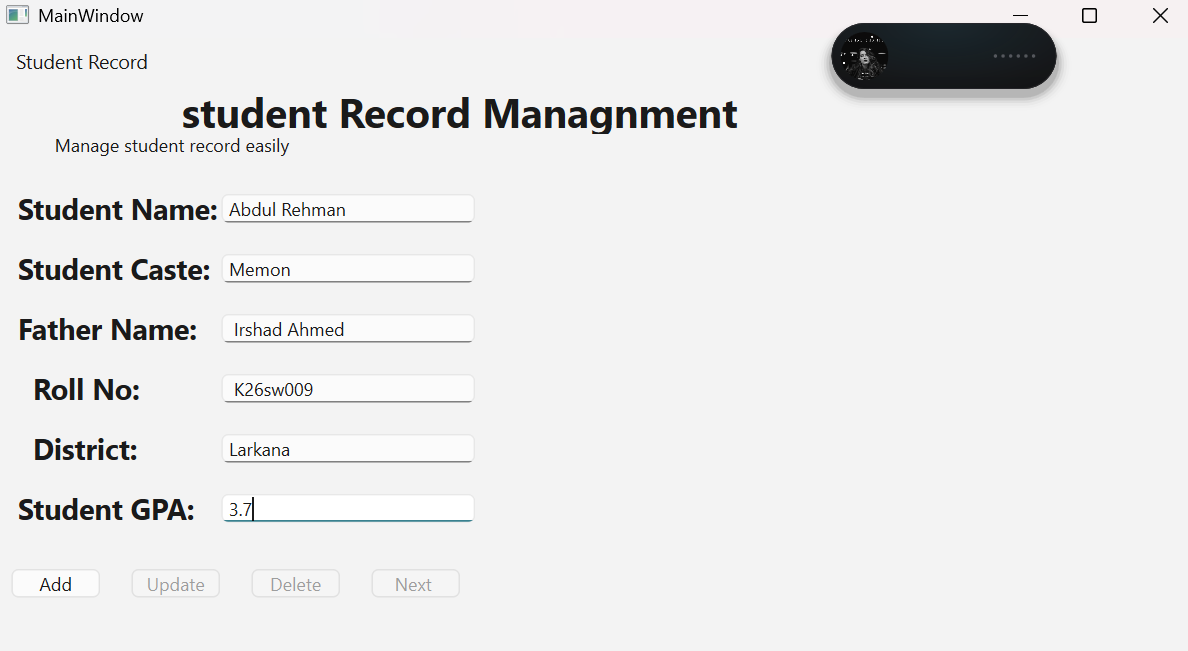 MainWindow
Student Record
student Record Managnment
Manage student record easily
Student Name: Abdul Rehman
Student Caste: Memon
Father Name: Irshad Ahmed
Roll No: K26sw009
District: Larkana
Student GPA: 3.7
Add Update Delete Next